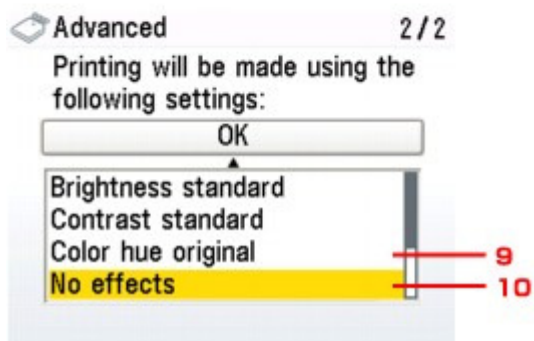 Advanced 2/2
Printing will be made using the
following settings:
OK
Brightness standard
Contrast standard
Color hue original
9
No effects
10